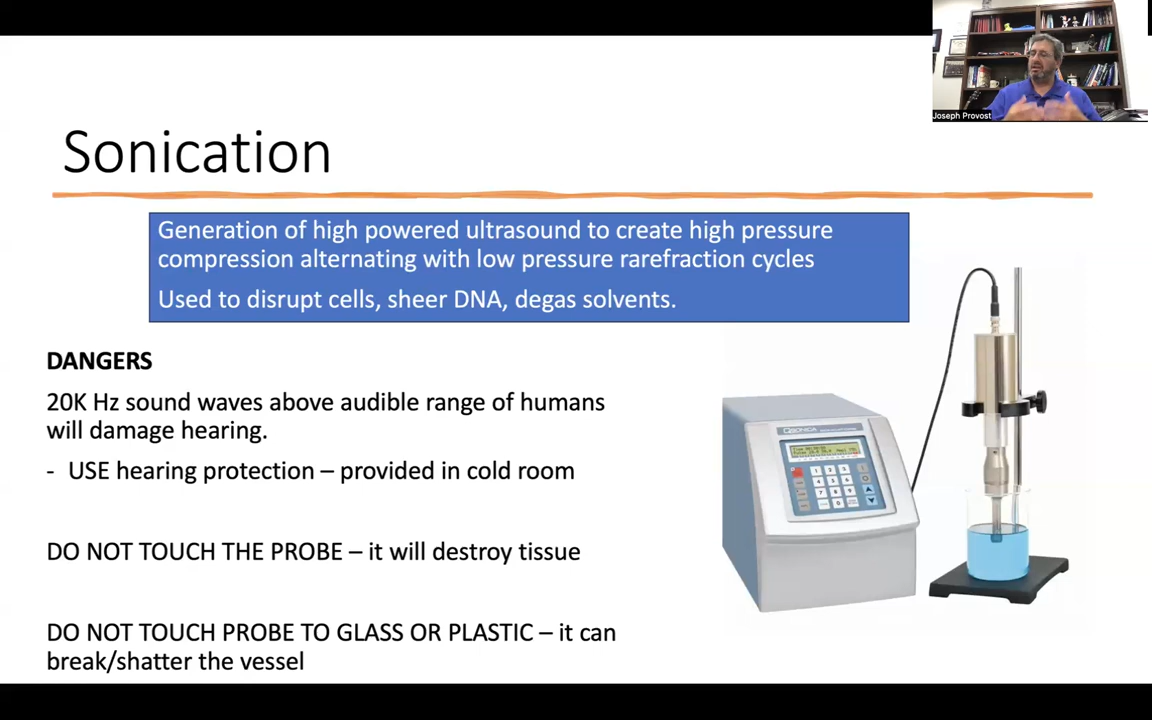 Joseph Provost
Sonication
Generation of high powered ultrasound to create high pressure
compression alternating with low pressure rarefraction cycles
Used to disrupt cells, sheer DNA, degas solvents.
DANGERS
20K Hz sound waves above audible range of humans
will damage hearing.
- USE hearing protection – provided in cold room
DO NOT TOUCH THE PROBE – it will destroy tissue
DO NOT TOUCH PROBE TO GLASS OR PLASTIC – it can
break/shatter the vessel
QSONICA